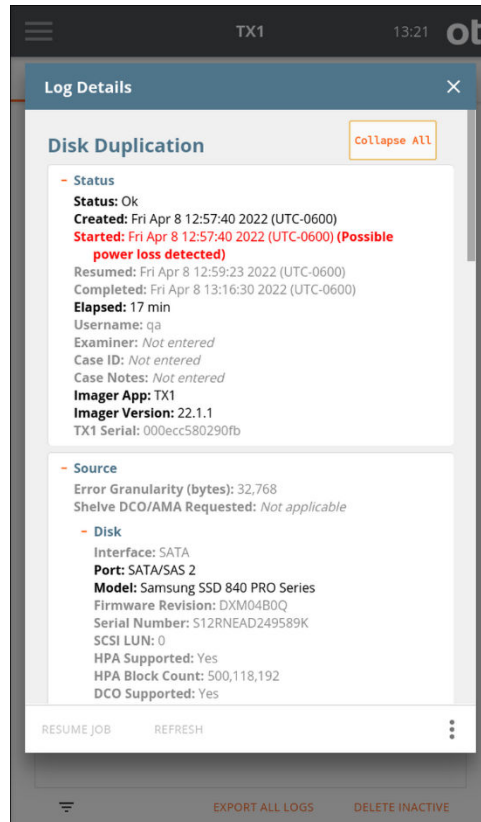 TX1
13:21
Log Details
Disk Duplication
Collapse All
- Status
Status: Ok
Created: Fri Apr 8 12:57:40 2022 (UTC-0600)
Started: Fri Apr 8 12:57:40 2022 (UTC-0600) (Possible
power loss detected)
Resumed: Fri Apr 8 12:59:23 2022 (UTC-0600)
Completed: Fri Apr 8 13:16:30 2022 (UTC-0600)
Elapsed: 17 min
Username: qa
Examiner: Not entered
Case ID: Not entered
Case Notes: Not entered
Imager App: TX1
Imager Version: 22.1.1
TX1 Serial: 000ecc580290fb
- Source
Error Granularity (bytes): 32,768
Shelve DCO/AMA Requested: Not applicable
- Disk
Interface: SATA
Port: SATA/SAS 2
Model: Samsung SSD 840 PRO Series
Firmware Revision: DXM04B0Q
Serial Number: S12RNEAD249589K
SCSI LUN: 0
HPA Supported: Yes
HPA Block Count: 500,118,192
DCO Supported: Yes
RESUME JOB
REFRESH
EXPORT ALL LOGS
DELETE INACTIVE